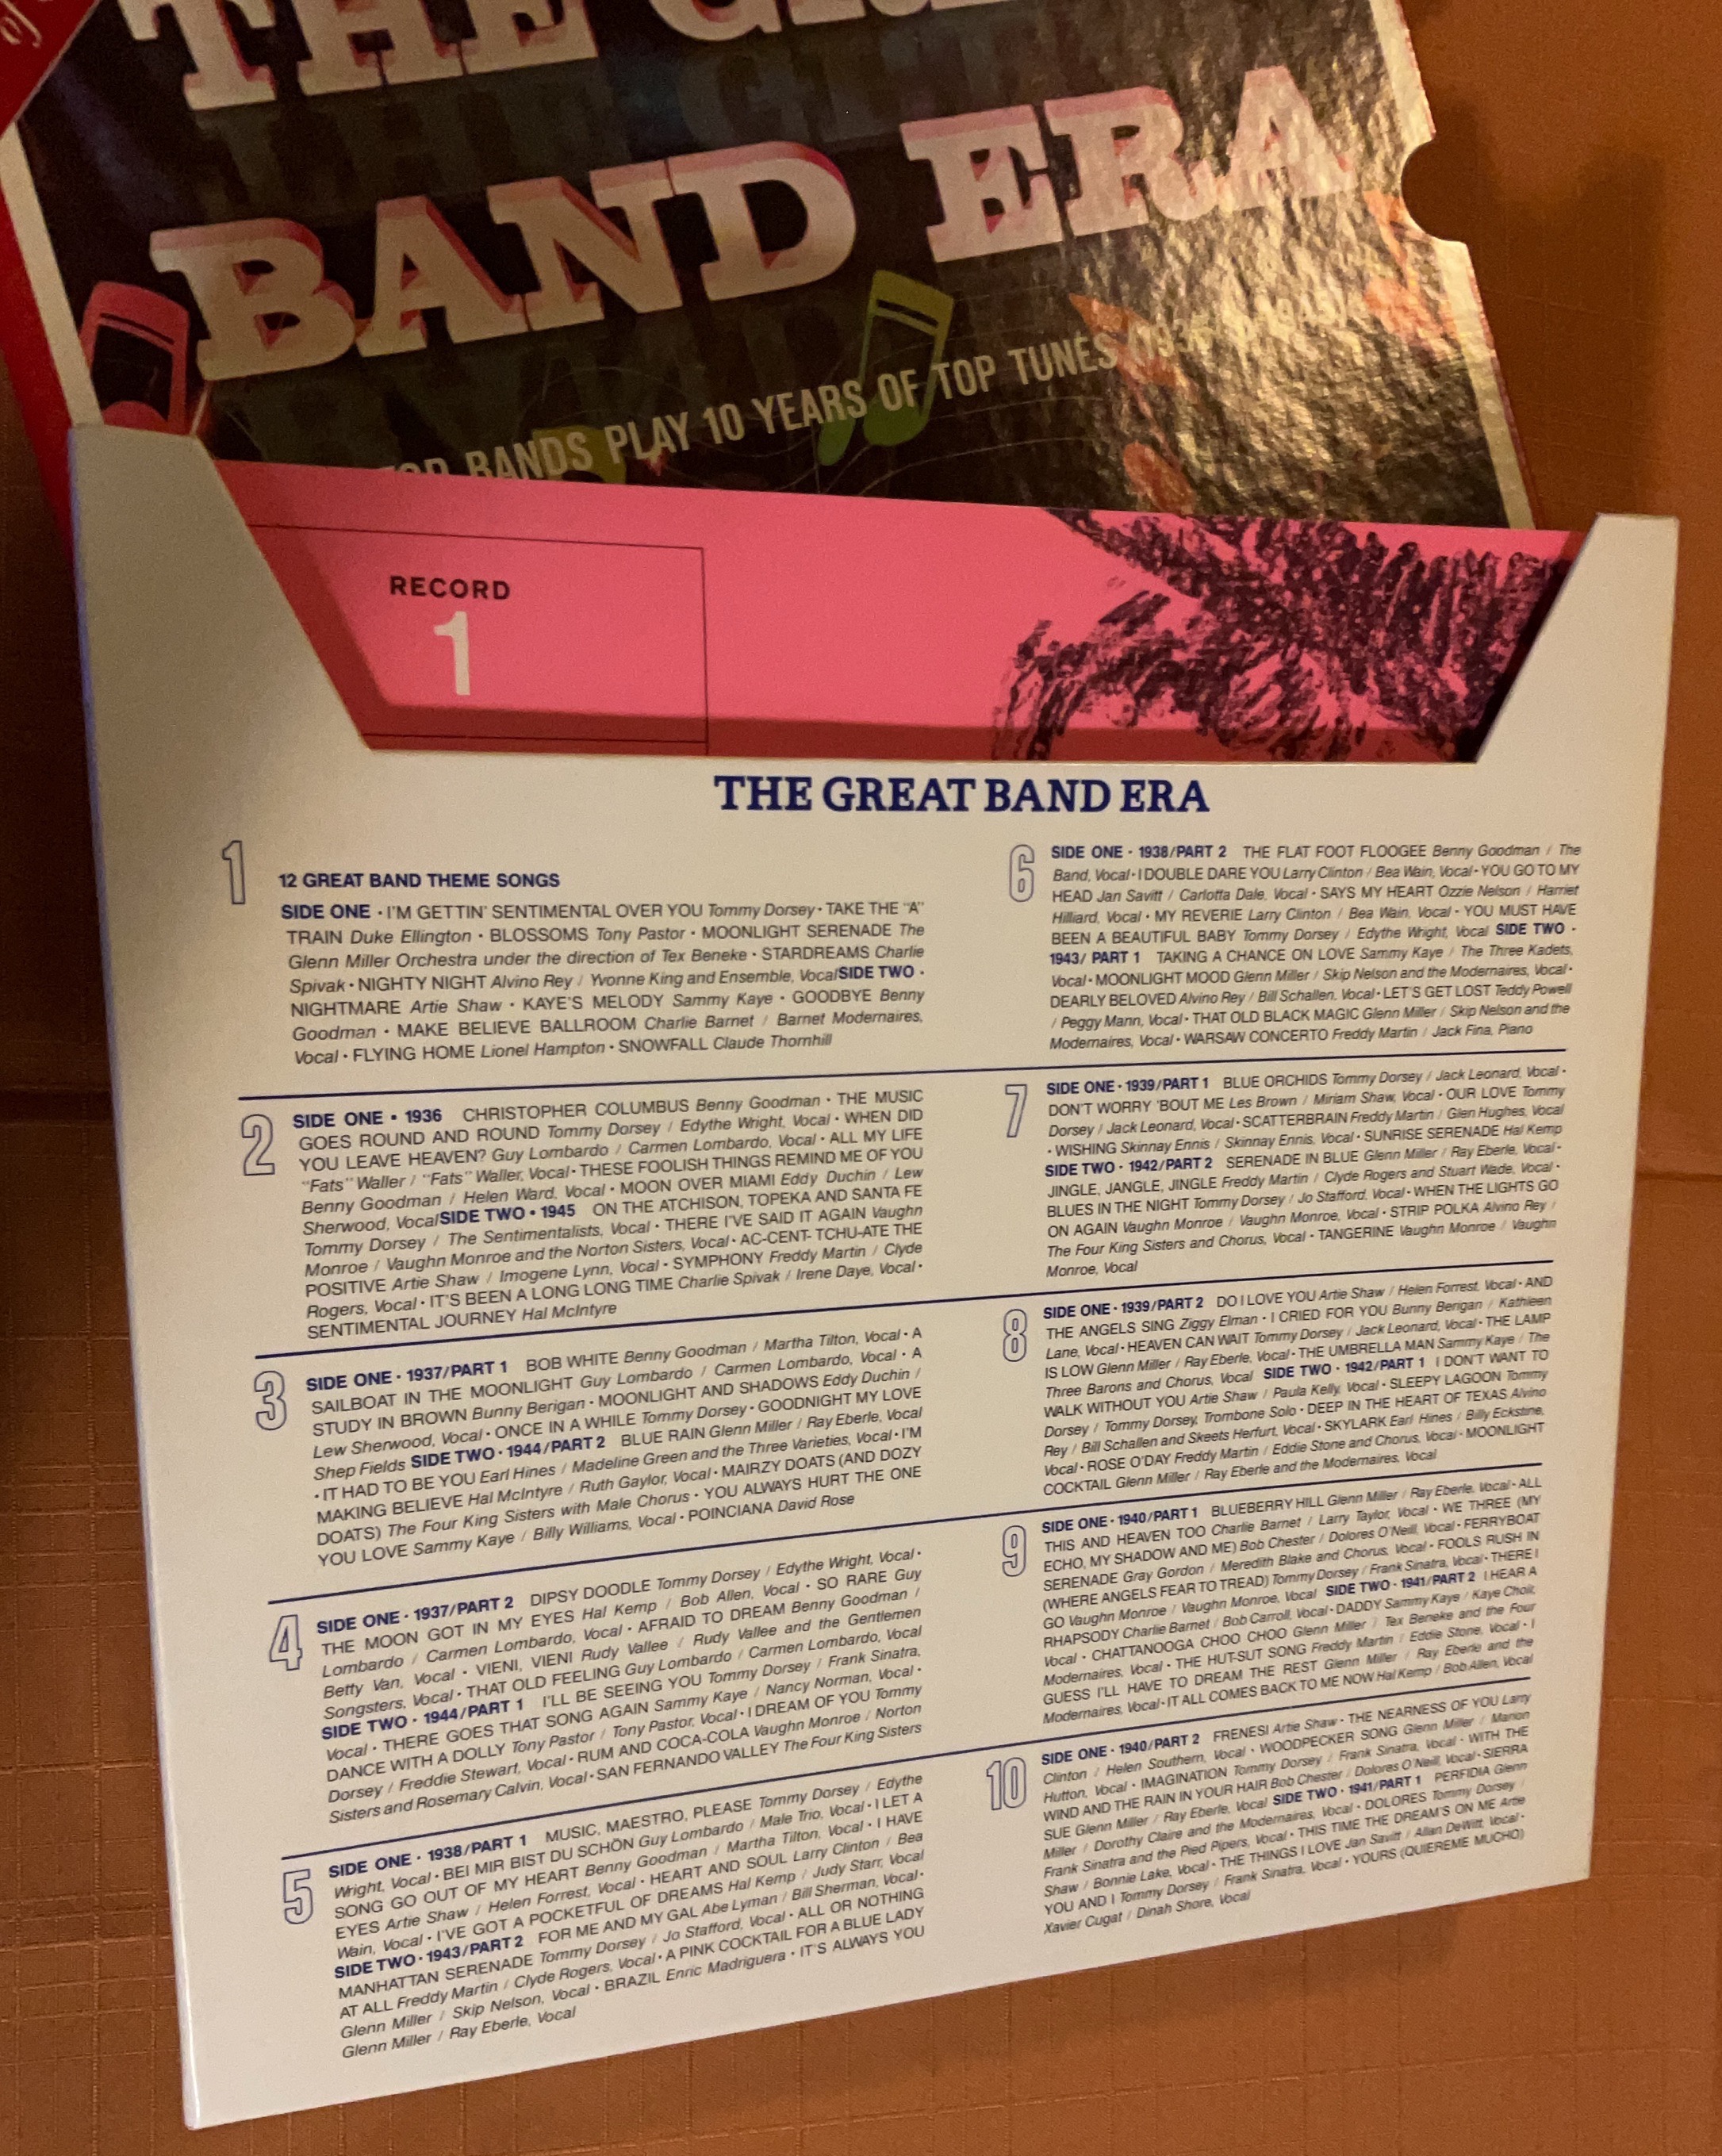 THE GRE
BAND ERA
TOP BANDS PLAY 10 YEARS OF TOP TUNES
RECORD
1
THE GREAT BAND ERA
1
12 GREAT BAND THEME SONGS
SIDE ONE · I'M GETTIN' SENTIMENTAL OVER YOU Tommy Dorsey · TAKE THE "A"
TRAIN Duke Ellington · BLOSSOMS Tony Pastor · MOONLIGHT SERENADE The
Glenn Miller Orchestra under the direction of Tex Beneke · STARDREAMS Charlie
Spivak · NIGHTY NIGHT Alvino Rey / Yvonne King and Ensemble, Vocal SIDE TWO ·
NIGHTMARE Artie Shaw · KAYE'S MELODY Sammy Kaye · GOODBYE Benny
Goodman · MAKE BELIEVE BALLROOM Charlie Barnet / Barnet Modernaires,
Vocal · FLYING HOME Lionel Hampton · SNOWFALL Claude Thornhill
2
SIDE ONE · 1936 CHRISTOPHER COLUMBUS Benny Goodman · THE MUSIC
GOES ROUND AND ROUND Tommy Dorsey / Edythe Wright, Vocal · WHEN DID
YOU LEAVE HEAVEN? Guy Lombardo / Carmen Lombardo, Vocal · ALL MY LIFE
"Fats" Waller / "Fats" Waller, Vocal · THESE FOOLISH THINGS REMIND ME OF YOU
Benny Goodman / Helen Ward, Vocal · MOON OVER MIAMI Eddy Duchin / Lew
Sherwood, Vocal SIDE TWO · 1945 ON THE ATCHISON, TOPEKA AND SANTA FE
Tommy Dorsey / The Sentimentalists, Vocal · THERE I'VE SAID IT AGAIN Vaughn
Monroe / Vaughn Monroe and the Norton Sisters, Vocal · AC-CENT- TCHU-ATE THE
POSITIVE Artie Shaw / Imogene Lynn, Vocal · SYMPHONY Freddy Martin / Clyde
Rogers, Vocal · IT'S BEEN A LONG LONG TIME Charlie Spivak / Irene Daye, Vocal ·
SENTIMENTAL JOURNEY Hal McIntyre
3
SIDE ONE · 1937/PART 1 BOB WHITE Benny Goodman / Martha Tilton, Vocal · A
SAILBOAT IN THE MOONLIGHT Guy Lombardo / Carmen Lombardo, Vocal · A
STUDY IN BROWN Bunny Berigan · MOONLIGHT AND SHADOWS Eddy Duchin /
Lew Sherwood, Vocal · ONCE IN A WHILE Tommy Dorsey · GOODNIGHT MY LOVE
Shep Fields SIDE TWO · 1944/PART 2 BLUE RAIN Glenn Miller / Ray Eberle, Vocal
· IT HAD TO BE YOU Earl Hines / Madeline Green and the Three Varieties, Vocal · I'M
MAKING BELIEVE Hal McIntyre / Ruth Gaylor, Vocal · MAIRZY DOATS (AND DOZY
DOATS) The Four King Sisters with Male Chorus · YOU ALWAYS HURT THE ONE
YOU LOVE Sammy Kaye / Billy Williams, Vocal · POINCIANA David Rose
4
SIDE ONE · 1937/PART 2 DIPSY DOODLE Tommy Dorsey / Edythe Wright, Vocal ·
THE MOON GOT IN MY EYES Hal Kemp / Bob Allen, Vocal · SO RARE Guy
Lombardo / Carmen Lombardo, Vocal · AFRAID TO DREAM Benny Goodman /
Betty Van, Vocal · VIENI, VIENI Rudy Vallee / Rudy Vallee and the Gentlemen
Songsters, Vocal · THAT OLD FEELING Guy Lombardo / Carmen Lombardo, Vocal
SIDE TWO · 1944/PART 1 I'LL BE SEEING YOU Tommy Dorsey / Frank Sinatra,
Vocal · THERE GOES THAT SONG AGAIN Sammy Kaye / Nancy Norman, Vocal ·
DANCE WITH A DOLLY Tony Pastor / Tony Pastor, Vocal · I DREAM OF YOU Tommy
Dorsey / Freddie Stewart, Vocal · RUM AND COCA-COLA Vaughn Monroe / Norton
Sisters and Rosemary Calvin, Vocal · SAN FERNANDO VALLEY The Four King Sisters
5
SIDE ONE · 1938/PART 1 MUSIC, MAESTRO, PLEASE Tommy Dorsey / Edythe
Wright, Vocal · BEI MIR BIST DU SCHÖN Guy Lombardo / Male Trio, Vocal · I LET A
SONG GO OUT OF MY HEART Benny Goodman / Martha Tilton, Vocal · I HAVE
EYES Artie Shaw / Helen Forrest, Vocal · HEART AND SOUL Larry Clinton / Bea
Wain, Vocal · I'VE GOT A POCKETFUL OF DREAMS Hal Kemp / Judy Starr, Vocal
SIDE TWO · 1943/PART 2 FOR ME AND MY GAL Abe Lyman / Bill Sherman, Vocal ·
MANHATTAN SERENADE Tommy Dorsey / Jo Stafford, Vocal · ALL OR NOTHING
AT ALL Freddy Martin / Clyde Rogers, Vocal · A PINK COCKTAIL FOR A BLUE LADY
Glenn Miller / Skip Nelson, Vocal · BRAZIL Enric Madriguera · IT'S ALWAYS YOU
Glenn Miller / Ray Eberle, Vocal
6
SIDE ONE · 1938/PART 2 THE FLAT FOOT FLOOGEE Benny Goodman / The
Band, Vocal · I DOUBLE DARE YOU Larry Clinton / Bea Wain, Vocal · YOU GO TO MY
HEAD Jan Savitt / Carlotta Dale, Vocal · SAYS MY HEART Ozzie Nelson / Harriet
Hilliard, Vocal · MY REVERIE Larry Clinton / Bea Wain, Vocal · YOU MUST HAVE
BEEN A BEAUTIFUL BABY Tommy Dorsey / Edythe Wright, Vocal SIDE TWO ·
1943/ PART 1 TAKING A CHANCE ON LOVE Sammy Kaye / The Three Kadets,
Vocal · MOONLIGHT MOOD Glenn Miller / Skip Nelson and the Modernaires, Vocal ·
DEARLY BELOVED Alvino Rey / Bill Schallen, Vocal · LET'S GET LOST Teddy Powell
/ Peggy Mann, Vocal · THAT OLD BLACK MAGIC Glenn Miller / Skip Nelson and the
Modernaires, Vocal · WARSAW CONCERTO Freddy Martin / Jack Fina, Piano
7
SIDE ONE · 1939/PART 1 BLUE ORCHIDS Tommy Dorsey / Jack Leonard, Vocal ·
DON'T WORRY 'BOUT ME Les Brown / Miriam Shaw, Vocal · OUR LOVE Tommy
Dorsey / Jack Leonard, Vocal · SCATTERBRAIN Freddy Martin / Glen Hughes, Vocal
· WISHING Skinnay Ennis / Skinnay Ennis, Vocal · SUNRISE SERENADE Hal Kemp
SIDE TWO · 1942/PART 2 SERENADE IN BLUE Glenn Miller / Ray Eberle, Vocal ·
JINGLE, JANGLE, JINGLE Freddy Martin / Clyde Rogers and Stuart Wade, Vocal ·
BLUES IN THE NIGHT Tommy Dorsey / Jo Stafford, Vocal · WHEN THE LIGHTS GO
ON AGAIN Vaughn Monroe / Vaughn Monroe, Vocal · STRIP POLKA Alvino Rey /
The Four King Sisters and Chorus, Vocal · TANGERINE Vaughn Monroe / Vaughn
Monroe, Vocal
8
SIDE ONE · 1939/PART 2 DO I LOVE YOU Artie Shaw / Helen Forrest, Vocal · AND
THE ANGELS SING Ziggy Elman · I CRIED FOR YOU Bunny Berigan / Kathleen
Lane, Vocal · HEAVEN CAN WAIT Tommy Dorsey / Jack Leonard, Vocal · THE LAMP
IS LOW Glenn Miller / Ray Eberle, Vocal · THE UMBRELLA MAN Sammy Kaye / The
Three Barons and Chorus, Vocal SIDE TWO · 1942/PART 1 I DON'T WANT TO
WALK WITHOUT YOU Artie Shaw / Paula Kelly, Vocal · SLEEPY LAGOON Tommy
Dorsey / Tommy Dorsey, Trombone Solo · DEEP IN THE HEART OF TEXAS Alvino
Rey / Bill Schallen and Skeets Herfurt, Vocal · SKYLARK Earl Hines / Billy Eckstine,
Vocal · ROSE O'DAY Freddy Martin / Eddie Stone and Chorus, Vocal · MOONLIGHT
COCKTAIL Glenn Miller / Ray Eberle and the Modernaires, Vocal
9
SIDE ONE · 1940/PART 1 BLUEBERRY HILL Glenn Miller / Ray Eberle, Vocal · ALL
THIS AND HEAVEN TOO Charlie Barnet / Larry Taylor, Vocal · WE THREE (MY
ECHO, MY SHADOW AND ME) Bob Chester / Dolores O'Neill, Vocal · FERRYBOAT
SERENADE Gray Gordon / Meredith Blake and Chorus, Vocal · FOOLS RUSH IN
(WHERE ANGELS FEAR TO TREAD) Tommy Dorsey / Frank Sinatra, Vocal · THERE I
GO Vaughn Monroe / Vaughn Monroe, Vocal SIDE TWO · 1941/PART 2 I HEAR A
RHAPSODY Charlie Barnet / Bob Carroll, Vocal · DADDY Sammy Kaye / Kaye Choir,
Vocal · CHATTANOOGA CHOO CHOO Glenn Miller / Tex Beneke and the Four
Modernaires, Vocal · THE HUT-SUT SONG Freddy Martin / Eddie Stone, Vocal · I
GUESS I'LL HAVE TO DREAM THE REST Glenn Miller / Ray Eberle and the
Modernaires, Vocal · IT ALL COMES BACK TO ME NOW Hal Kemp / Bob Allen, Vocal
10
SIDE ONE · 1940/PART 2 FRENESI Artie Shaw · THE NEARNESS OF YOU Larry
Clinton / Helen Southern, Vocal · WOODPECKER SONG Glenn Miller / Marion
Hutton, Vocal · IMAGINATION Tommy Dorsey / Frank Sinatra, Vocal · WITH THE
WIND AND THE RAIN IN YOUR HAIR Bob Chester / Dolores O'Neill, Vocal · SIERRA
SUE Glenn Miller / Ray Eberle, Vocal SIDE TWO · 1941/PART 1 PERFIDIA Glenn
Miller / Dorothy Claire and the Modernaires, Vocal · DOLORES Tommy Dorsey /
Frank Sinatra and the Pied Pipers, Vocal · THIS TIME THE DREAM'S ON ME Artie
Shaw / Bonnie Lake, Vocal · THE THINGS I LOVE Jan Savitt / Allan DeWitt, Vocal ·
YOU AND I Tommy Dorsey / Frank Sinatra, Vocal · YOURS (QUIEREME MUCHO)
Xavier Cugat / Dinah Shore, Vocal